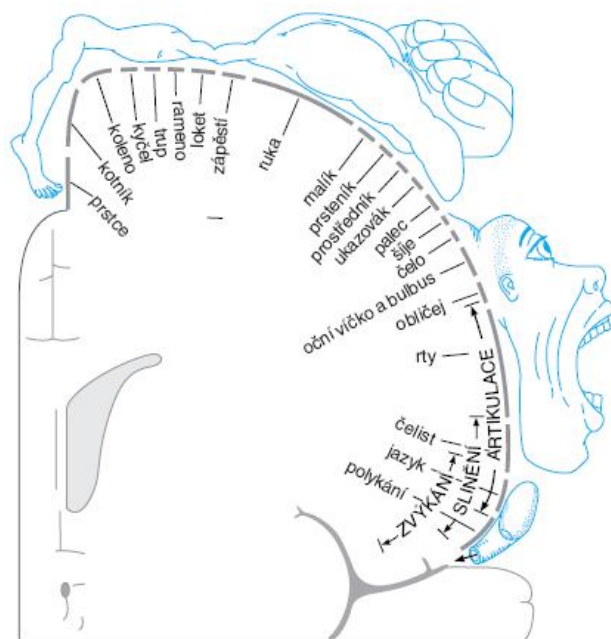 prstce
kotník
koleno
kyčel
trup
rameno
loket
zápěstí
ruka
malík
prsteník
prostředník
ukazovák
palec
šíje
čelo
oční víčko a bulbus
obličej
rty
čelist
jazyk
polykání
ŽVÝKÁNÍ
SLINĚNÍ
ARTIKULACE